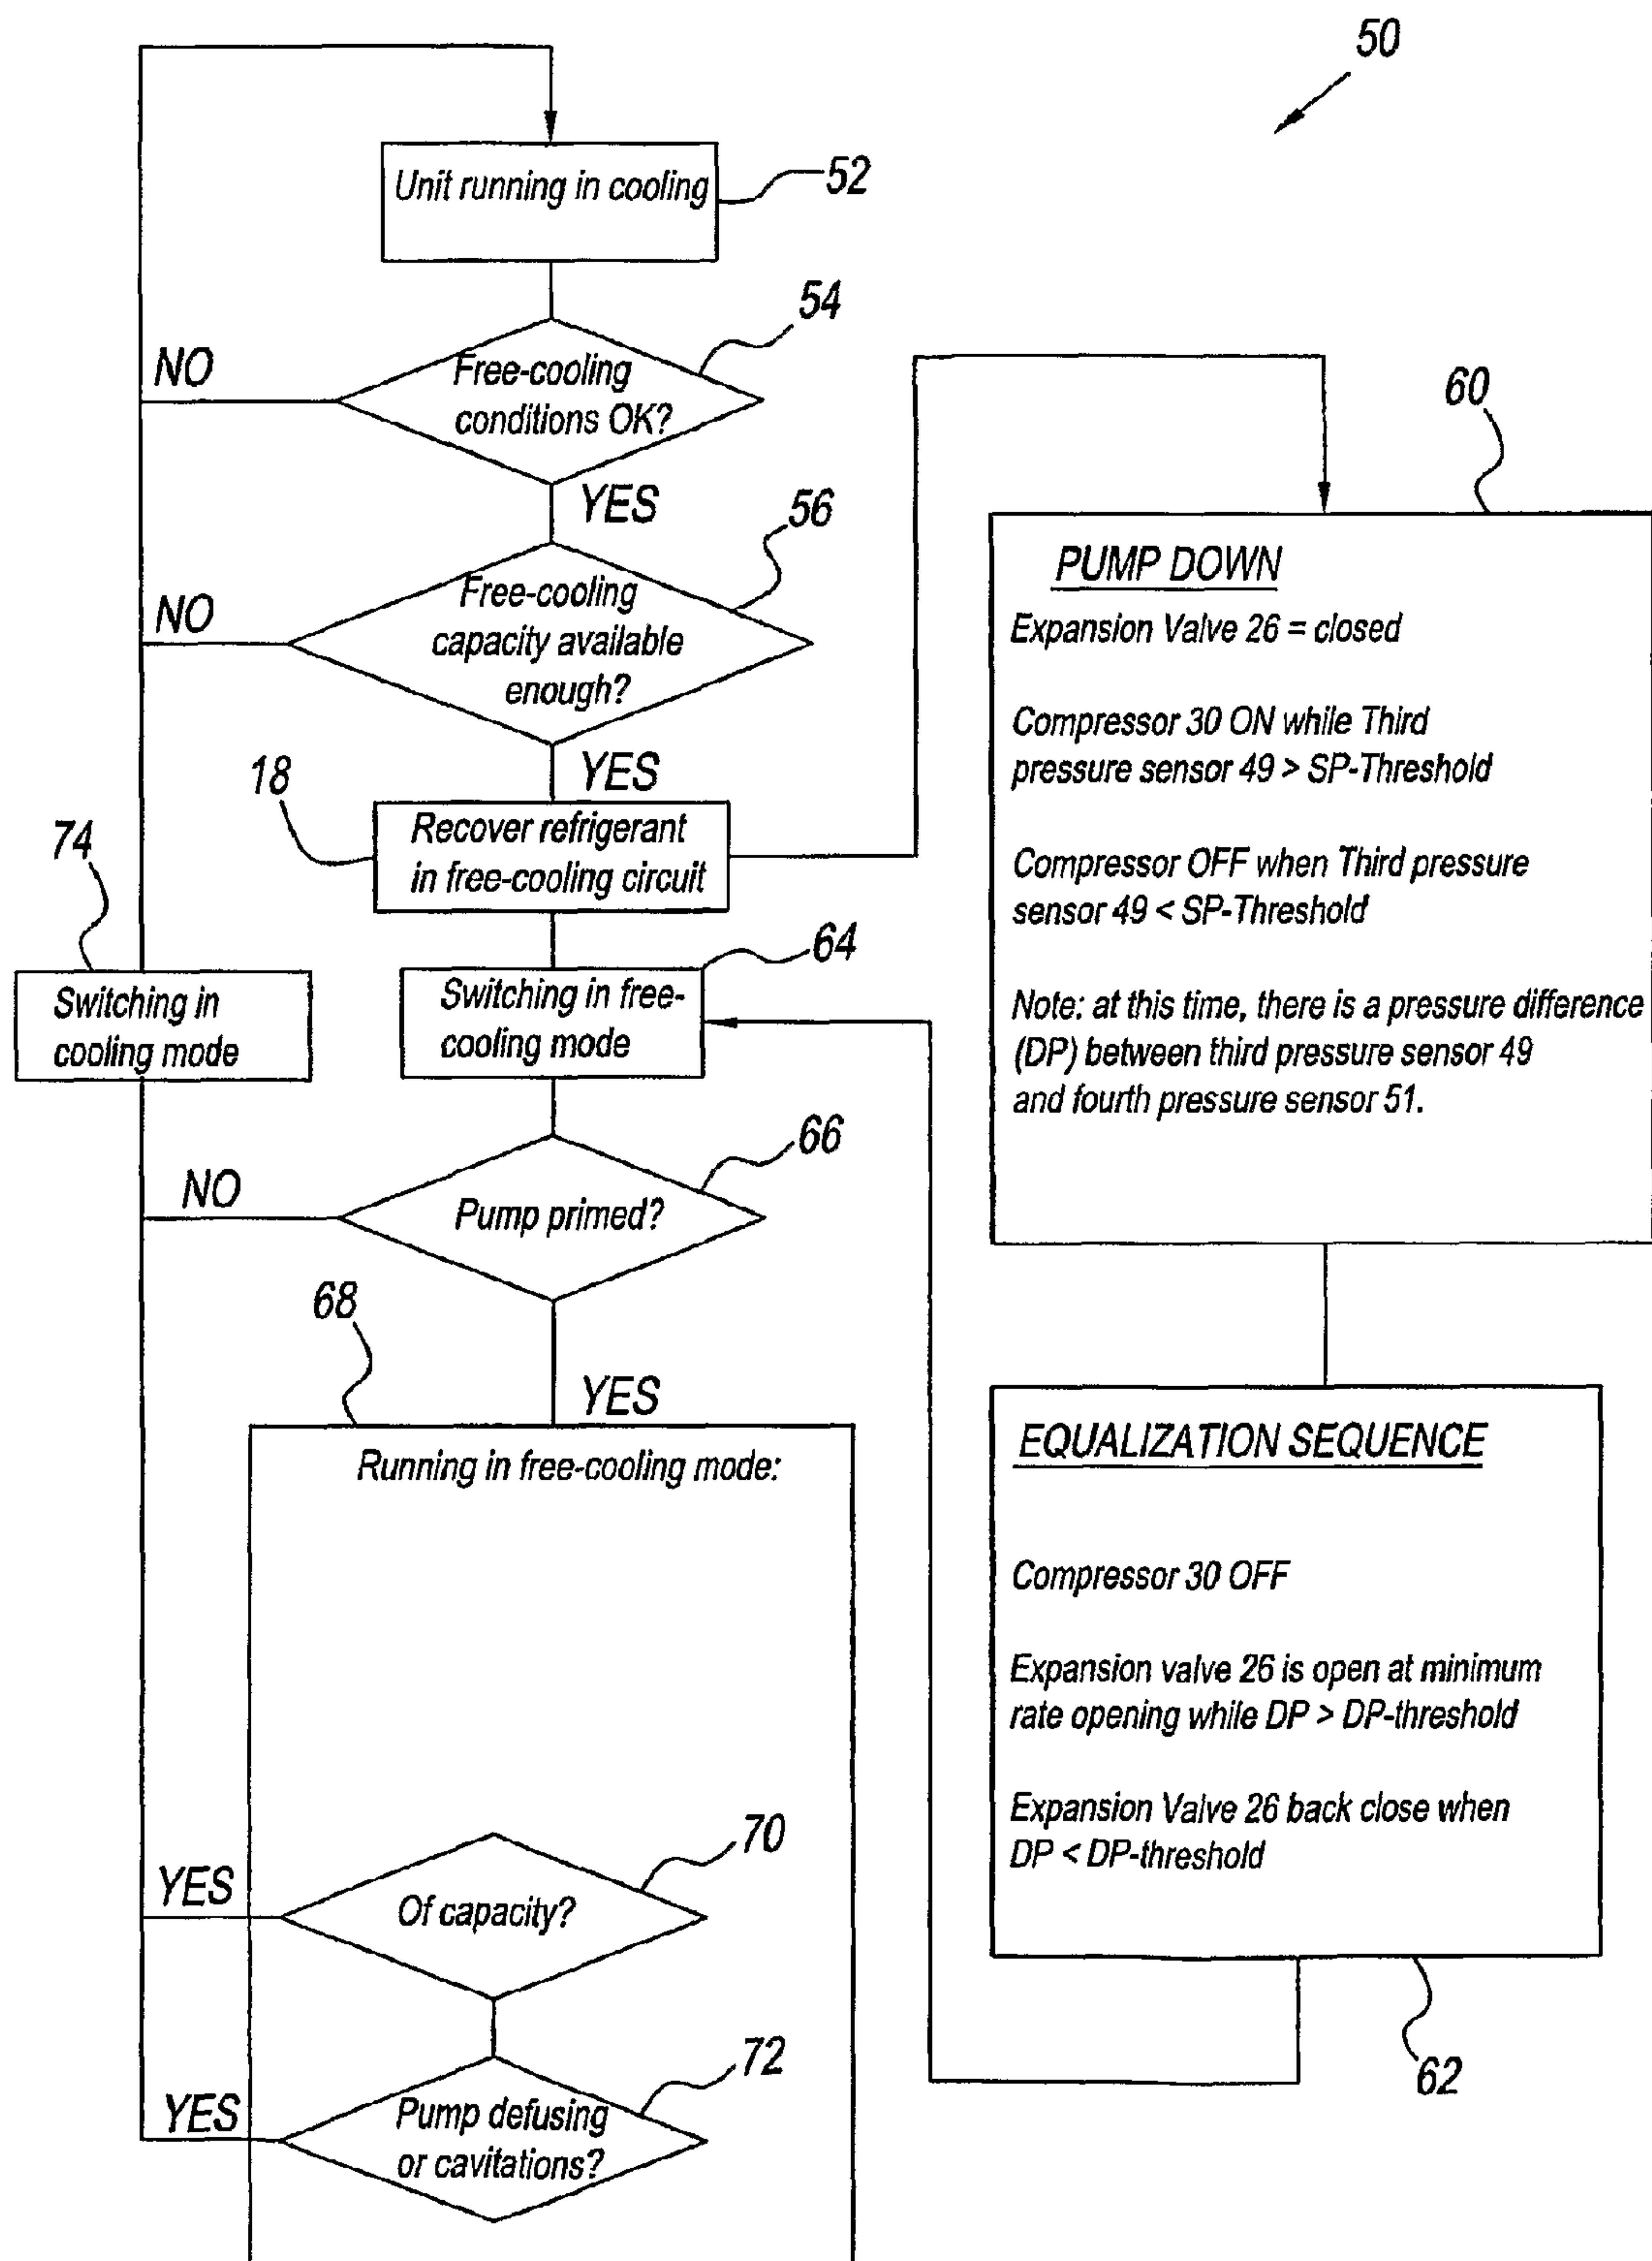 50
Unit running in cooling
52
54
NO
Free-cooling
conditions OK?
YES
56
NO
Free-cooling
capacity available
enough?
YES
18
Recover refrigerant
in free-cooling circuit
74
Switching in
cooling mode
64
Switching in free-
cooling mode
66
NO
Pump primed?
68
YES
Running in free-cooling mode:
70
YES
Of capacity?
72
YES
Pump defusing
or cavitations?
60
PUMP DOWN
Expansion Valve 26 = closed
Compressor 30 ON while Third
pressure sensor 49 > SP-Threshold
Compressor OFF when Third pressure
sensor 49 < SP-Threshold
Note: at this time, there is a pressure difference
(DP) between third pressure sensor 49
and fourth pressure sensor 51.
EQUALIZATION SEQUENCE
Compressor 30 OFF
Expansion valve 26 is open at minimum
rate opening while DP > DP-threshold
Expansion Valve 26 back close when
DP < DP-threshold
62